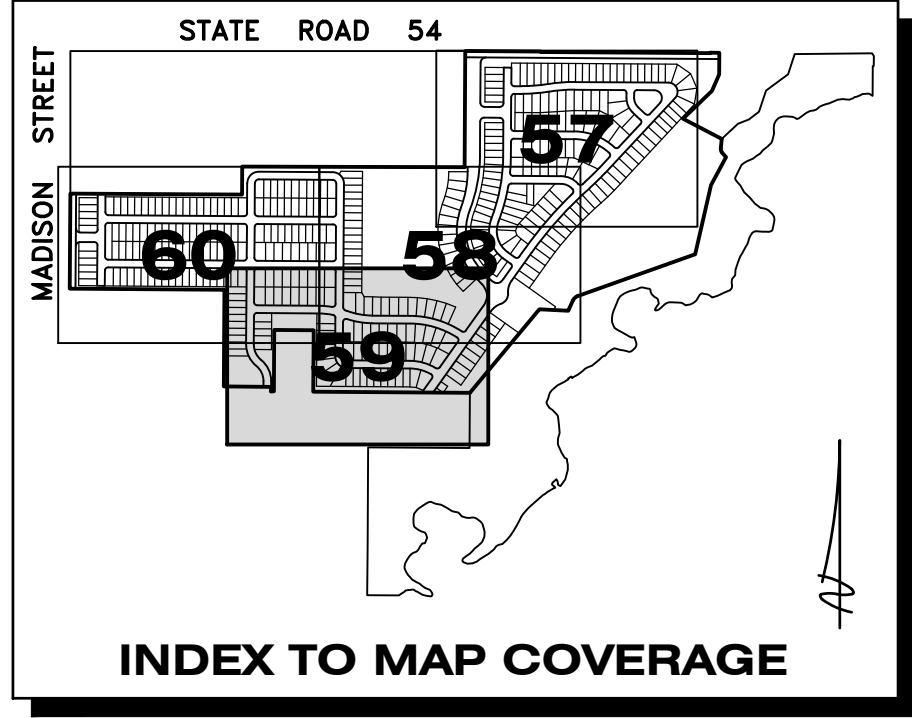 STATE ROAD 54
MADISON STREET
57
58
60
59
N
INDEX TO MAP COVERAGE